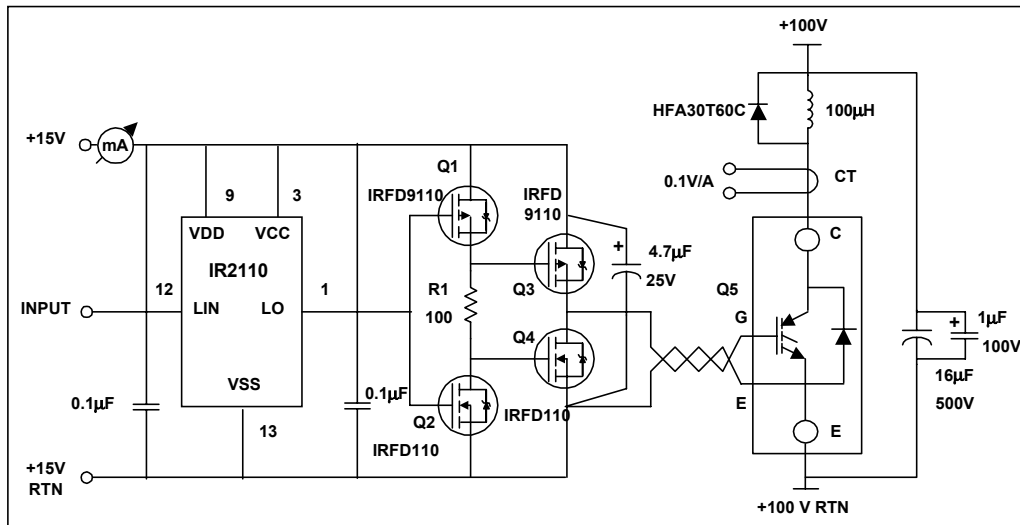 +100V
HFA30T60C
100µH
+15V
mA
Q1
0.1V/A
CT
IRFD9110
IRFD
9110
9
3
VDD
VCC
C
IR2110
4.7µF
25V
12
1
R1
100
Q3
Q5
INPUT
LIN
LO
G
Q4
1µF
100V
16µF
500V
VSS
0.1µF
0.1µF
E
Q2
IRFD110
13
IRFD110
E
+15V
RTN
+100 V RTN